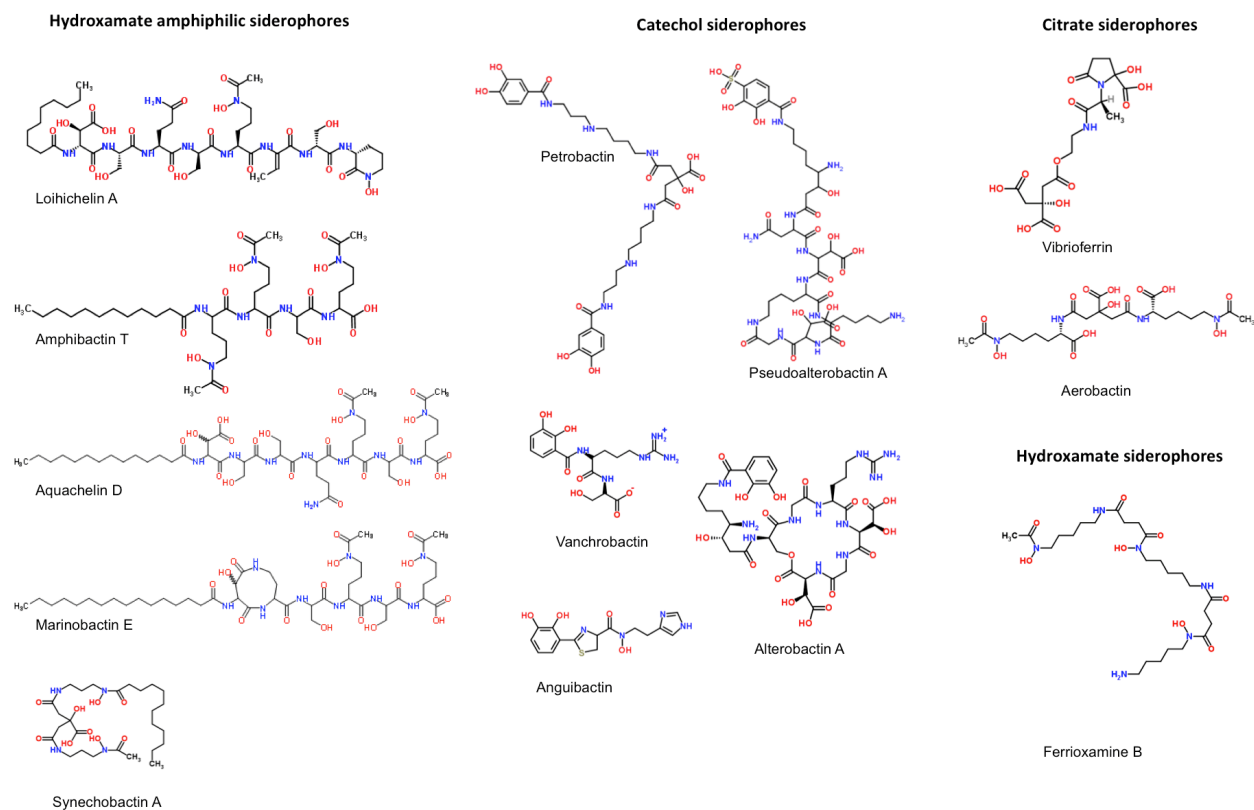 Hydroxamate amphiphilic siderophores
Loihichelin A
Amphibactin T
Aquachelin D
Marinobactin E
Synechobactin A
Catechol siderophores
Petrobactin
Pseudoalterobactin A
Vanchrobactin
Alterobactin A
Anguibactin
Citrate siderophores
Vibrioferrin
Aerobactin
Hydroxamate siderophores
Ferrioxamine B